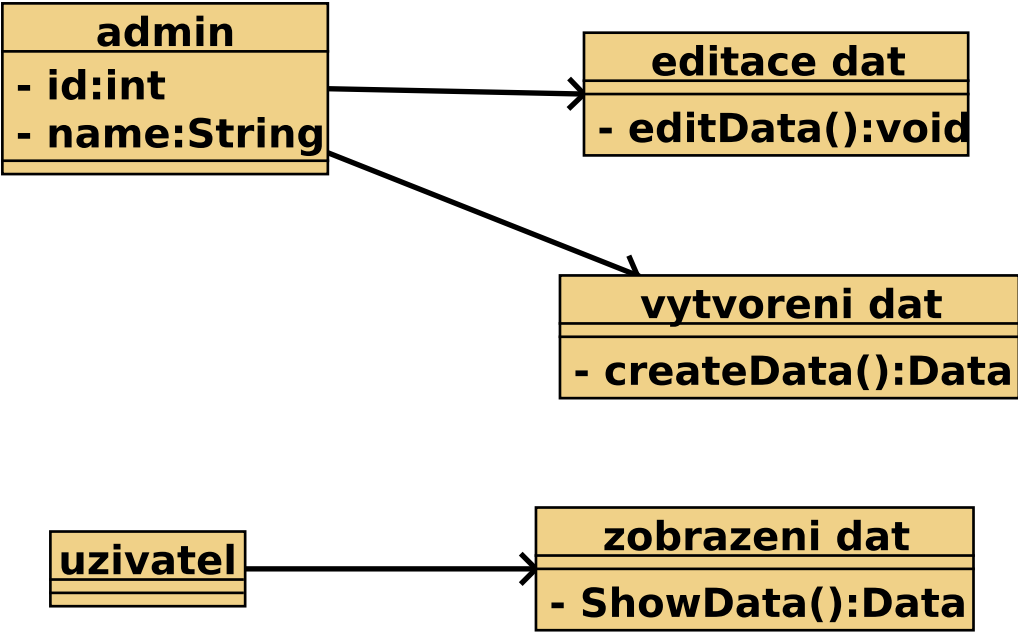 admin
- id:int
- name:String
editace dat
- editData():void
vytvoreni dat
- createData():Data
uzivatel
zobrazeni dat
- ShowData():Data